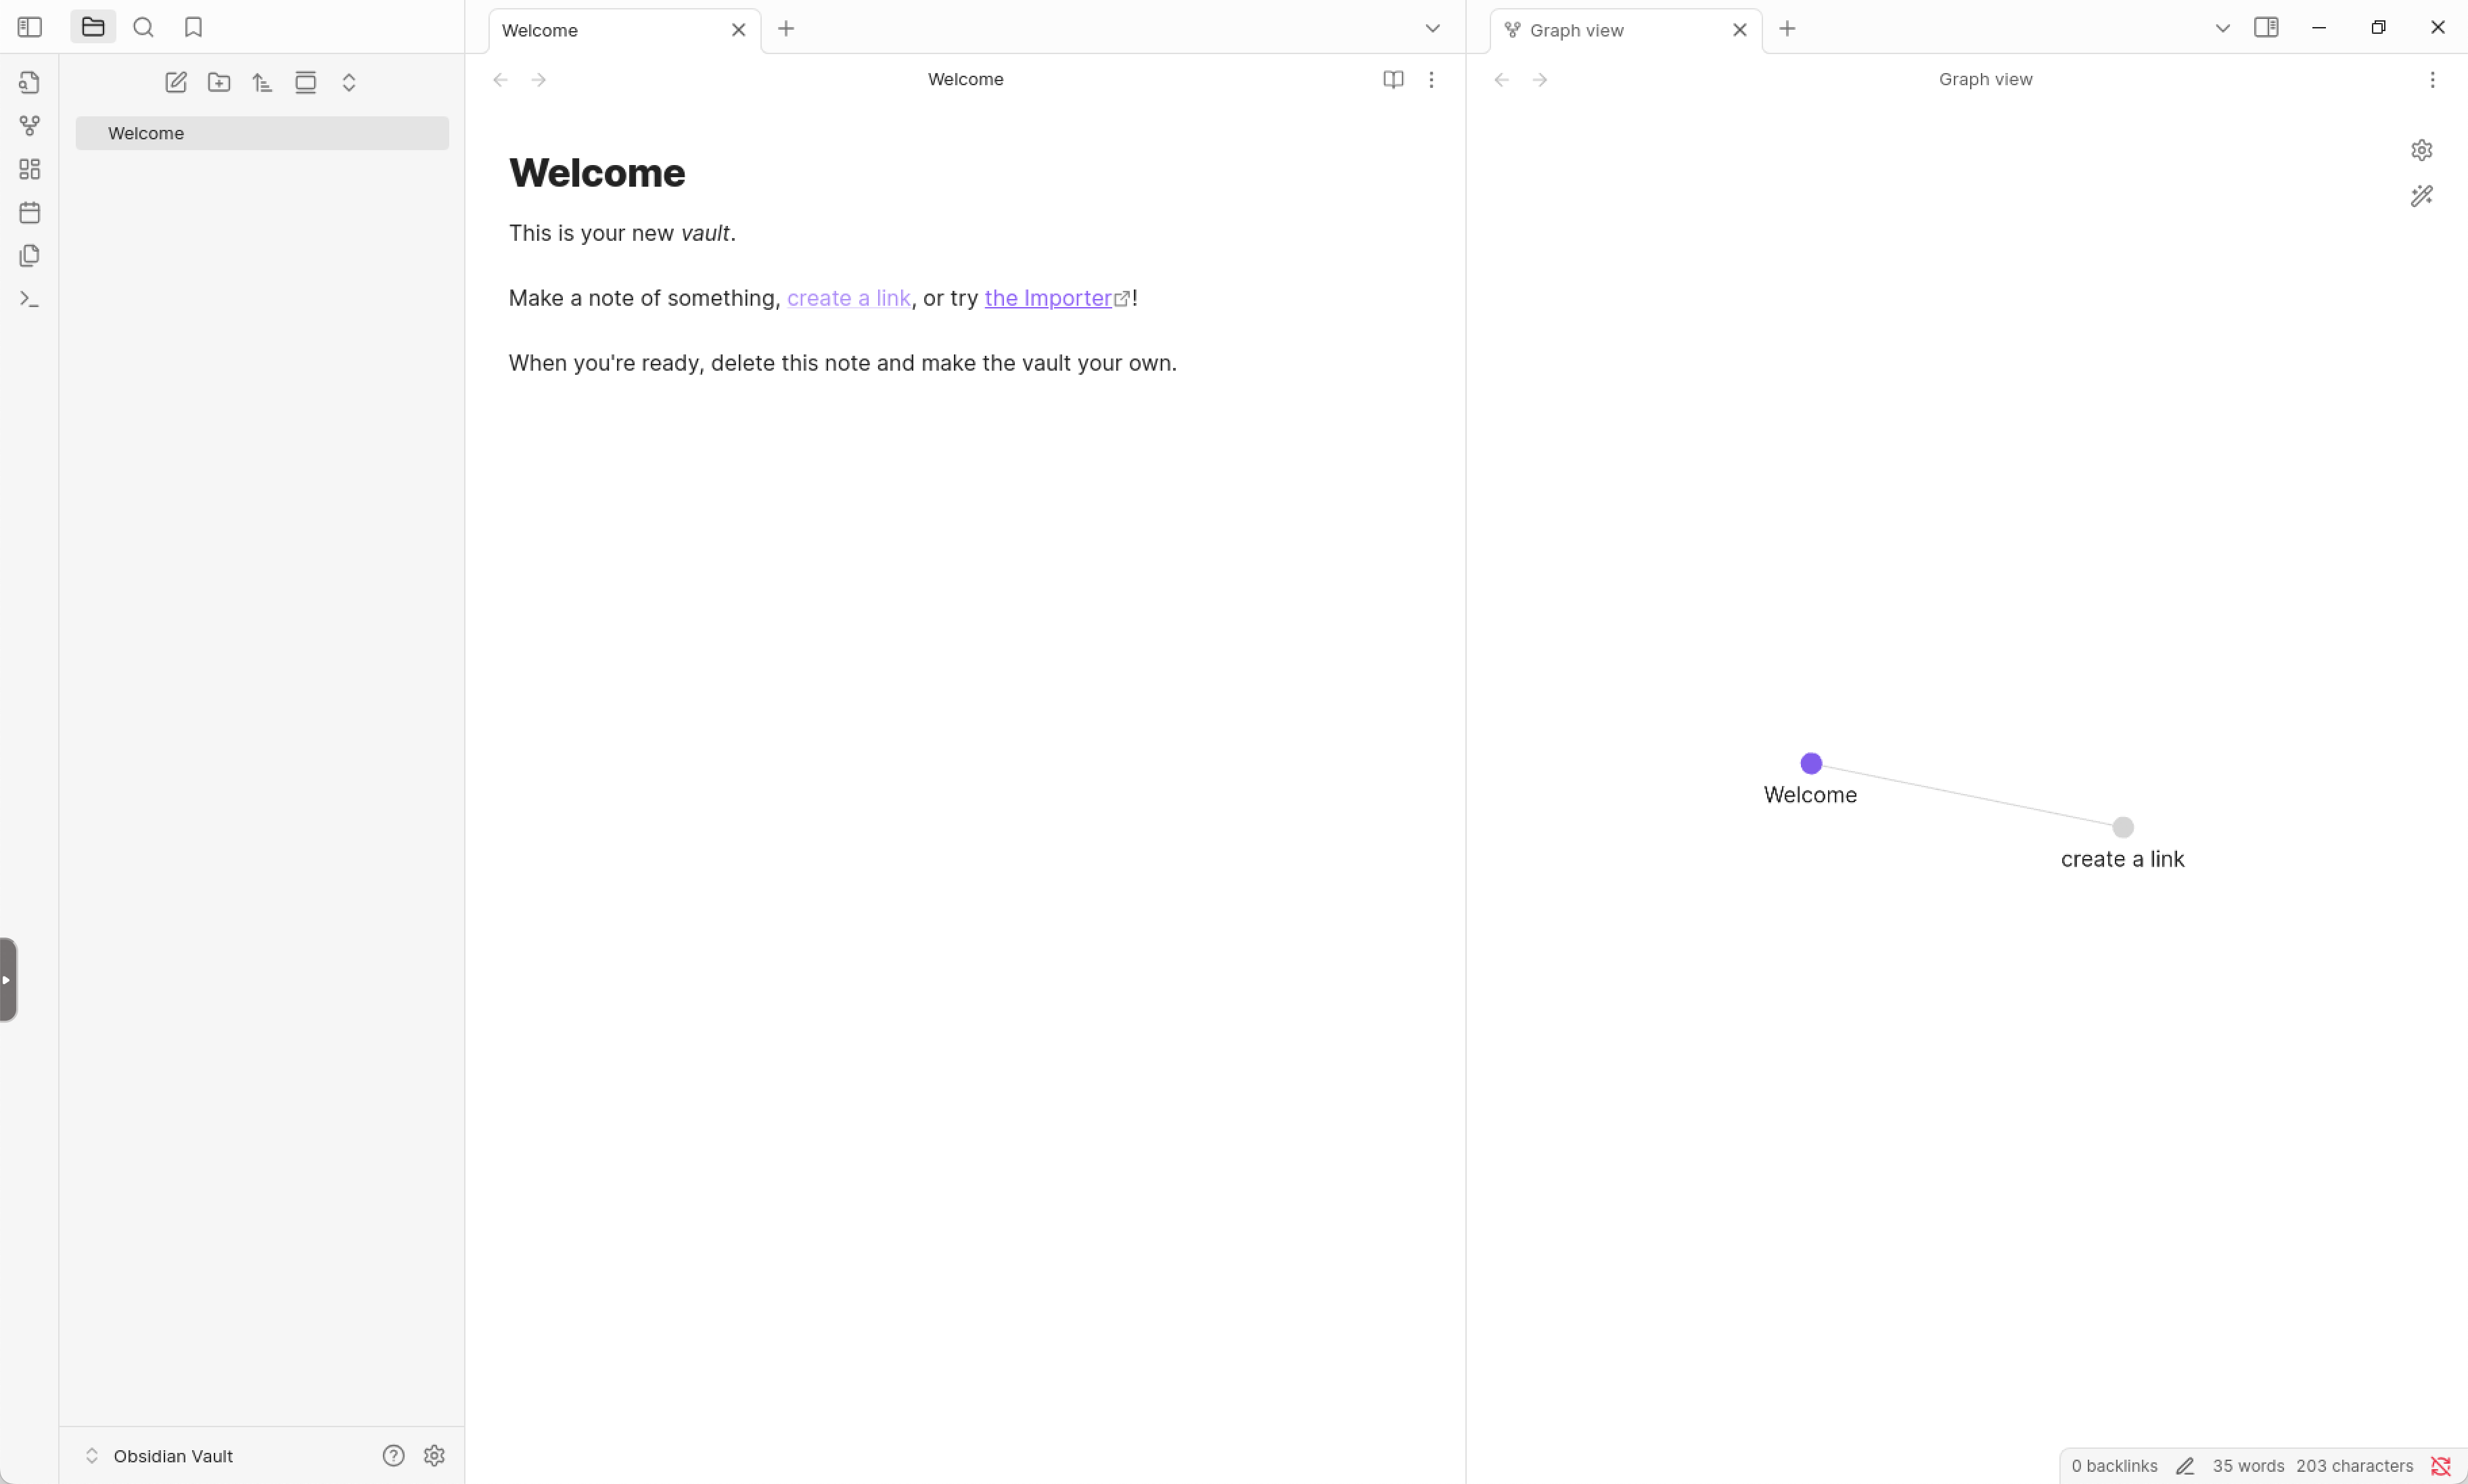 Welcome
Graph view
Welcome
Graph view
Welcome
Welcome
This is your new vault.
Make a note of something, create a link, or try the Importer!
When you're ready, delete this note and make the vault your own.
Welcome
create a link
Obsidian Vault
0 backlinks 35 words 203 characters